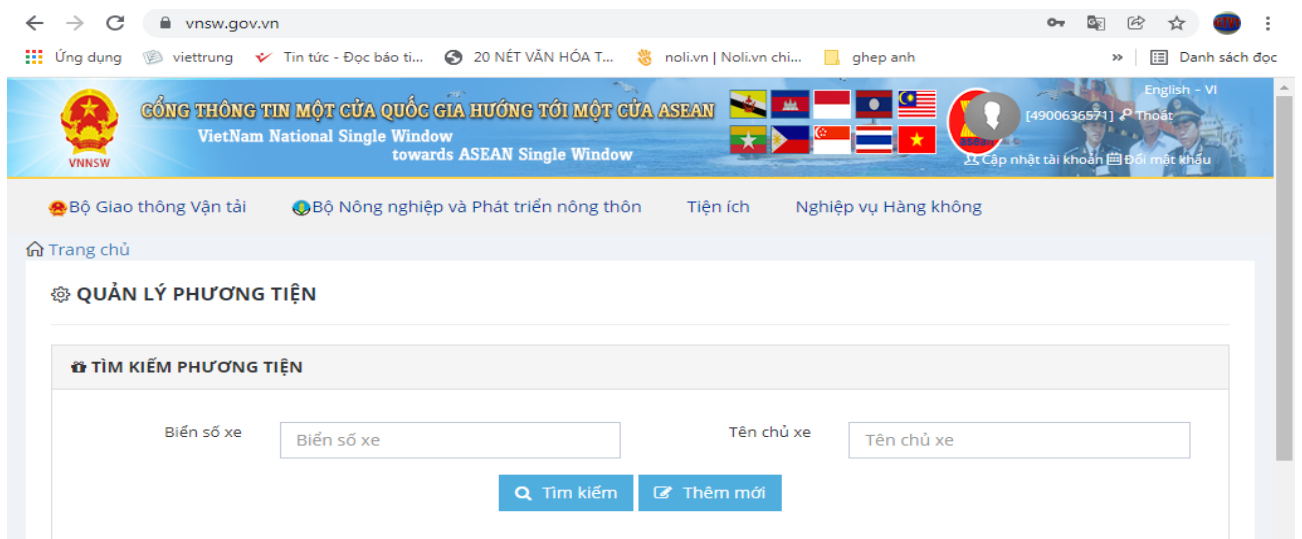 vnsw.gov.vn
Ứng dụng viettrung Tin tức - Đọc báo ti... 20 NÉT VĂN HÓA T... noli.vn | Noli.vn chi... ghep anh » Danh sách đọc
English - VI
CỔNG THÔNG TIN MỘT CỬA QUỐC GIA HƯỚNG TỚI MỘT CỬA ASEAN
[4900636571] Thoát
VietNam National Single Window
towards ASEAN Single Window
VNNSW
Cập nhật tài khoản Đổi mật khẩu
Bộ Giao thông Vận tải Bộ Nông nghiệp và Phát triển nông thôn Tiện ích Nghiệp vụ Hàng không
Trang chủ
QUẢN LÝ PHƯƠNG TIỆN
TÌM KIẾM PHƯƠNG TIỆN
Biển số xe Biển số xe Tên chủ xe Tên chủ xe
Tìm kiếm Thêm mới